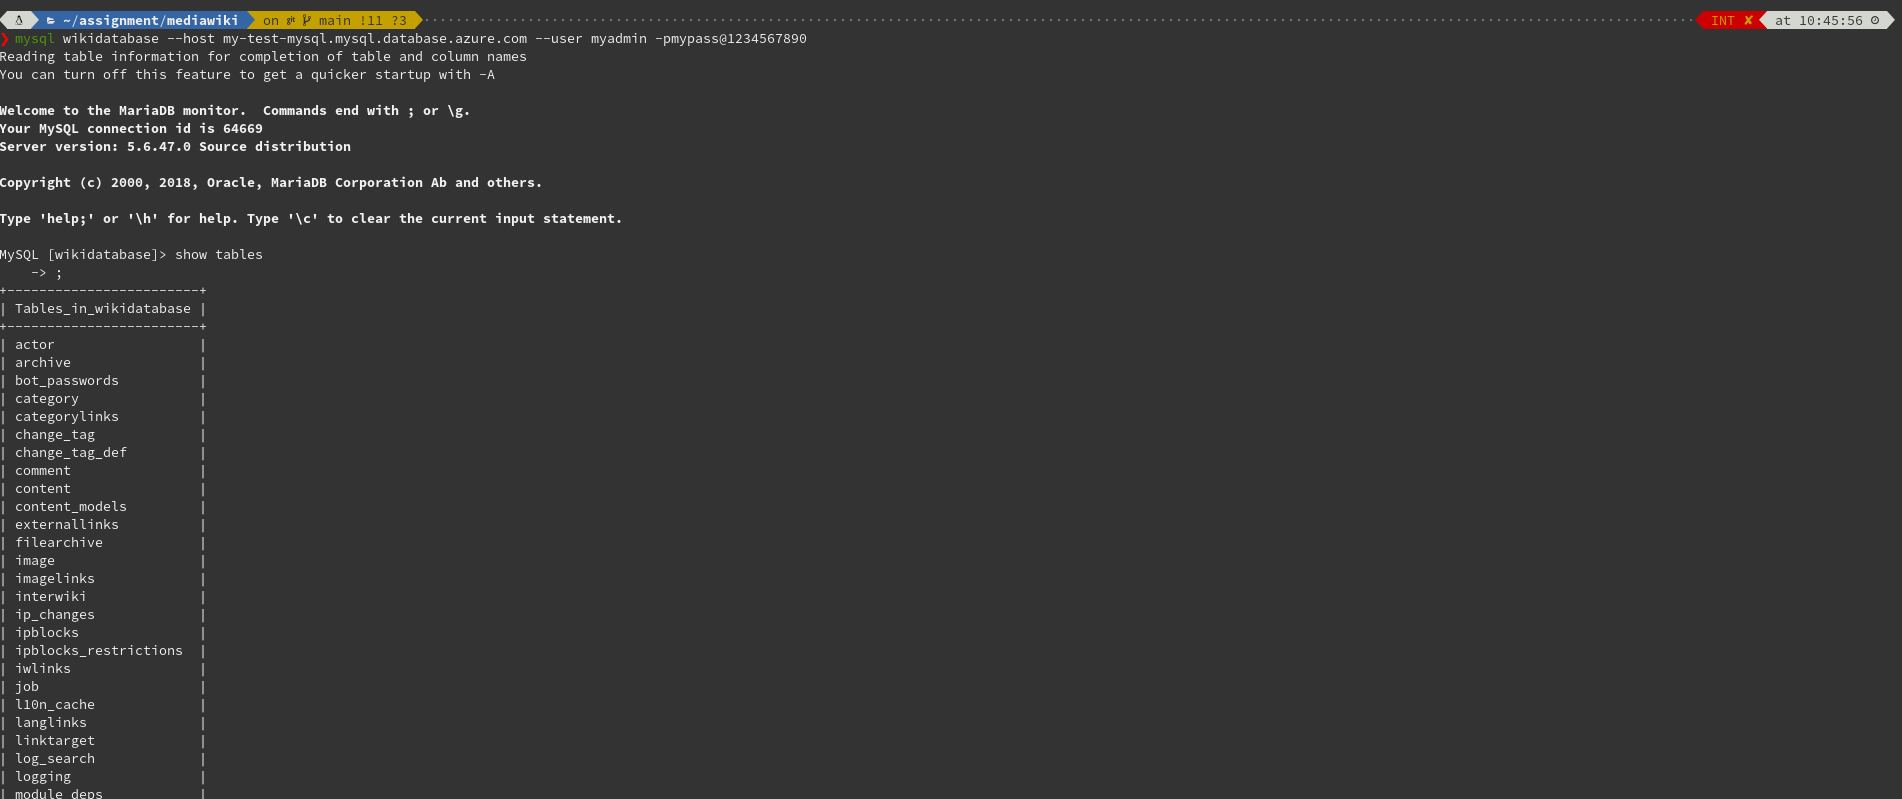 ~/assignment/mediawiki on main !11 ?3 INT ✘ at 10:45:56
❯ mysql wikidatabase --host my-test-mysql.mysql.database.azure.com --user myadmin -pmypass@1234567890
Reading table information for completion of table and column names
You can turn off this feature to get a quicker startup with -A
Welcome to the MariaDB monitor.  Commands end with ; or \g.
Your MySQL connection id is 64669
Server version: 5.6.47.0 Source distribution
Copyright (c) 2000, 2018, Oracle, MariaDB Corporation Ab and others.
Type 'help;' or '\h' for help. Type '\c' to clear the current input statement.
MySQL [wikidatabase]> show tables
    -> ;
+------------------------+
| Tables_in_wikidatabase |
+------------------------+
| actor                  |
| archive                |
| bot_passwords          |
| category               |
| categorylinks          |
| change_tag             |
| change_tag_def         |
| comment                |
| content                |
| content_models         |
| externallinks          |
| filearchive            |
| image                  |
| imagelinks             |
| interwiki              |
| ip_changes             |
| ipblocks               |
| ipblocks_restrictions  |
| iwlinks                |
| job                    |
| l10n_cache             |
| langlinks              |
| linktarget             |
| log_search             |
| logging                |
| module_deps            |